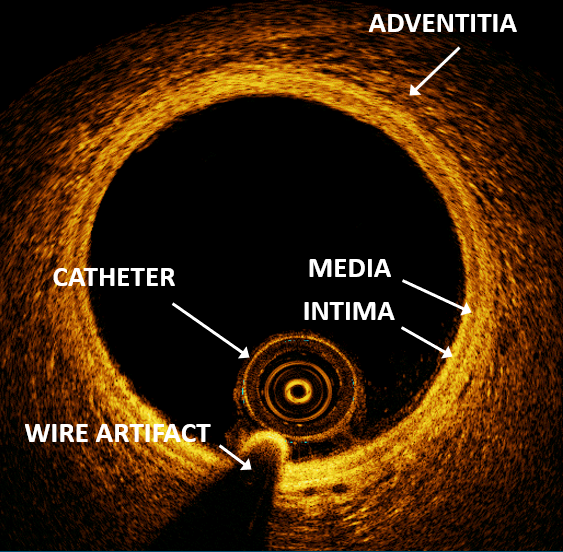 ADVENTITIA
MEDIA
CATHETER
INTIMA
WIRE ARTIFACT